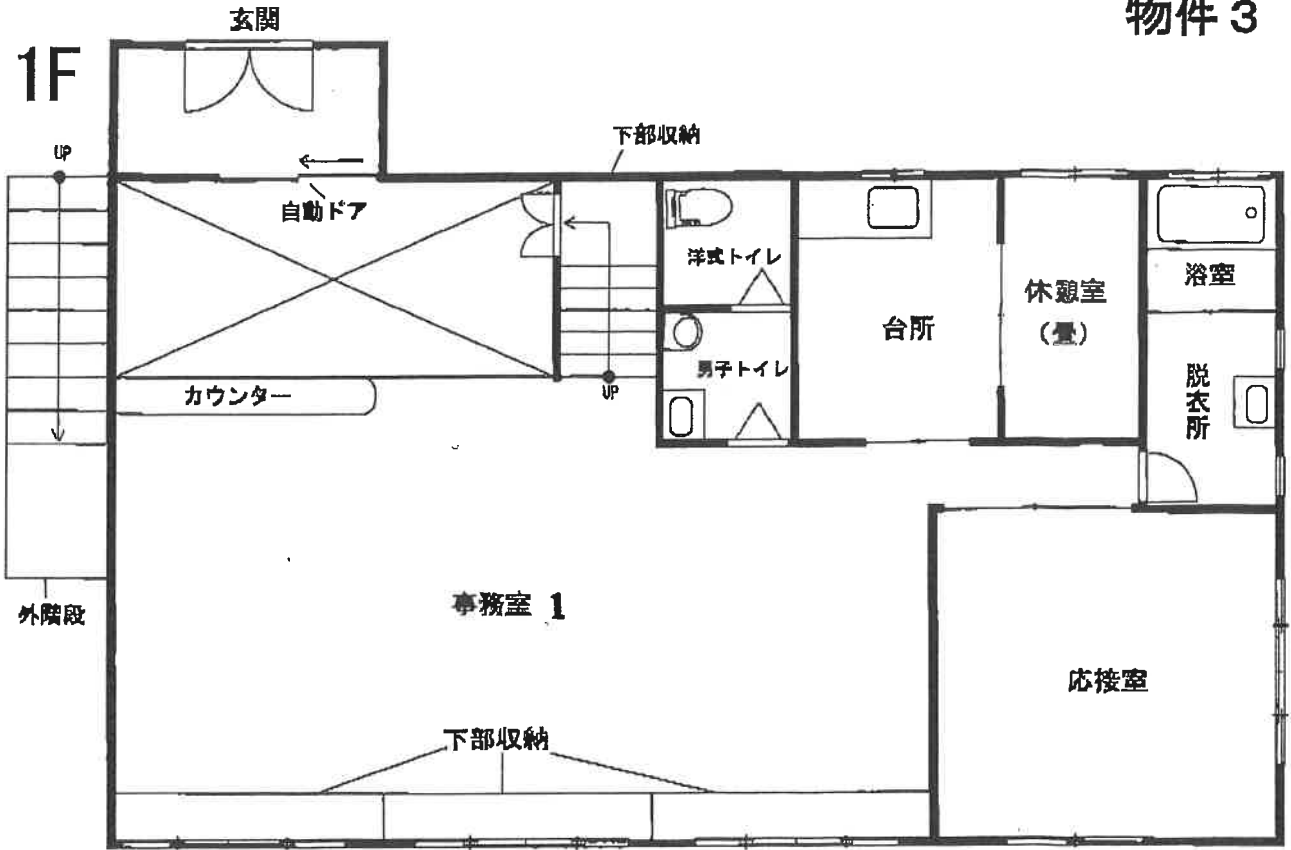 物件3
玄関
1F
UP
下部収納
自動ドア
洋式トイレ
浴室
休憩室
(畳)
台所
男子トイレ
脱衣所
カウンター
UP
外階段
事務室 1
応接室
下部収納